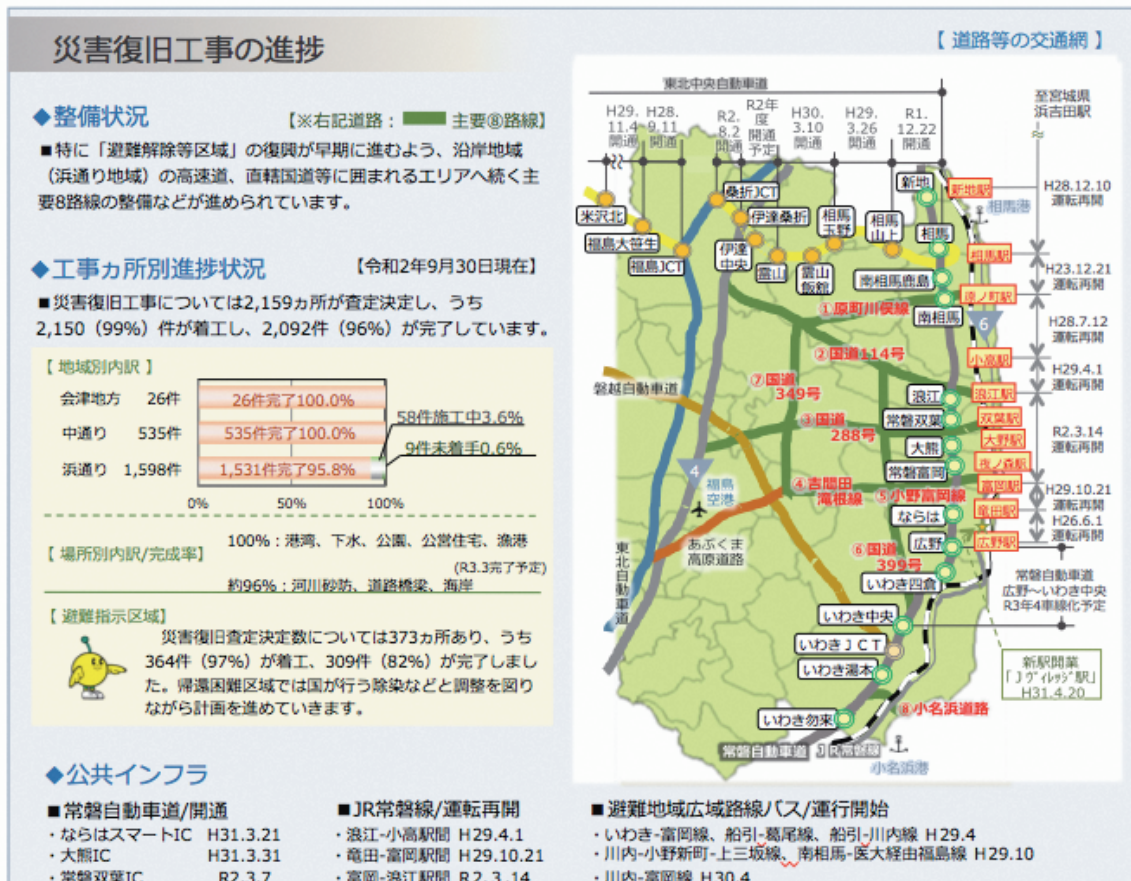 災害復旧工事の進捗
【 道路等の交通網 】
◆整備状況
【※右記道路： 主要⑧路線】
■特に「避難解除等区域」の復興が早期に進むよう、沿岸地域
（浜通り地域）の高速道、直轄国道等に囲まれるエリアへ続く主
要8路線の整備などが進められています。
◆工事ヵ所別進捗状況
【令和2年9月30日現在】
■災害復旧工事については2,159ヵ所が査定決定し、うち
2,150（99%）件が着工し、2,092件（96%）が完了しています。
【 地域別内訳 】
会津地方 26件
26件完了100.0%
中通り 535件
535件完了100.0%
浜通り 1,598件
1,531件完了95.8%
58件施工中3.6%
9件未着手0.6%
0% 50% 100%
【 場所別内訳/完成率】
100%：港湾、下水、公園、公営住宅、漁港
(R3.3完了予定)
約96%：河川砂防、道路橋梁、海岸
【 避難指示区域】
災害復旧査定決定数については373ヵ所あり、うち
364件（97%）が着工、309件（82%）が完了しまし
た。帰還困難区域では国が行う除染などと調整を図り
ながら計画を進めていきます。
東北中央自動車道
H29.
11.4
開通
H28.
9.11
開通
R2.
8.2
開通
R2年
度
開通
予定
H30.
3.10
開通
H29.
3.26
開通
R1.
12.22
開通
至宮城県
浜吉田駅
米沢北
福島大笹生
福島JCT
桑折JCT
伊達桑折
伊達
中央
霊山
霊山
飯舘
相馬
玉野
相馬
山上
新地
相馬
南相馬鹿島
南相馬
浪江
常磐双葉
大熊
常磐富岡
ならは
広野
いわき四倉
いわき中央
いわきJCT
いわき湯本
いわき勿来
新地駅
相馬港
相馬駅
原ノ町駅
6
小高駅
浪江駅
双葉駅
大野駅
夜ノ森駅
富岡駅
竜田駅
広野駅
H28.12.10
運転再開
H23.12.21
運転再開
H28.7.12
運転再開
H29.4.1
運転再開
R2.3.14
運転再開
H29.10.21
運転再開
H26.6.1
運転再開
①原町川俣線
②国道114号
⑦国道
349号
③国道
288号
④吉間田
滝根線
⑤小野富岡線
⑥国道
399号
⑧小名浜道路
磐越自動車道
4
福島
空港
あぶくま
高原道路
東北自動車道
常磐自動車道
広野～いわき中央
R3年4車線化予定
新駅開業
「Jヴィレッジ駅」
H31.4.20
常磐自動車道
JR常磐線
小名浜港
◆公共インフラ
■常磐自動車道/開通
・ならはスマートIC H31.3.21
・大熊IC H31.3.31
・常磐双葉IC R2.3.7
■JR常磐線/運転再開
・浪江-小高駅間 H29.4.1
・竜田-富岡駅間 H29.10.21
・富岡-浪江駅間 R2.3.14
■避難地域広域路線バス/運行開始
・いわき-富岡線、船引-葛尾線、船引-川内線 H29.4
・川内-小野新町-上三坂線、南相馬-医大経由福島線 H29.10
・川内-富岡線 H30.4